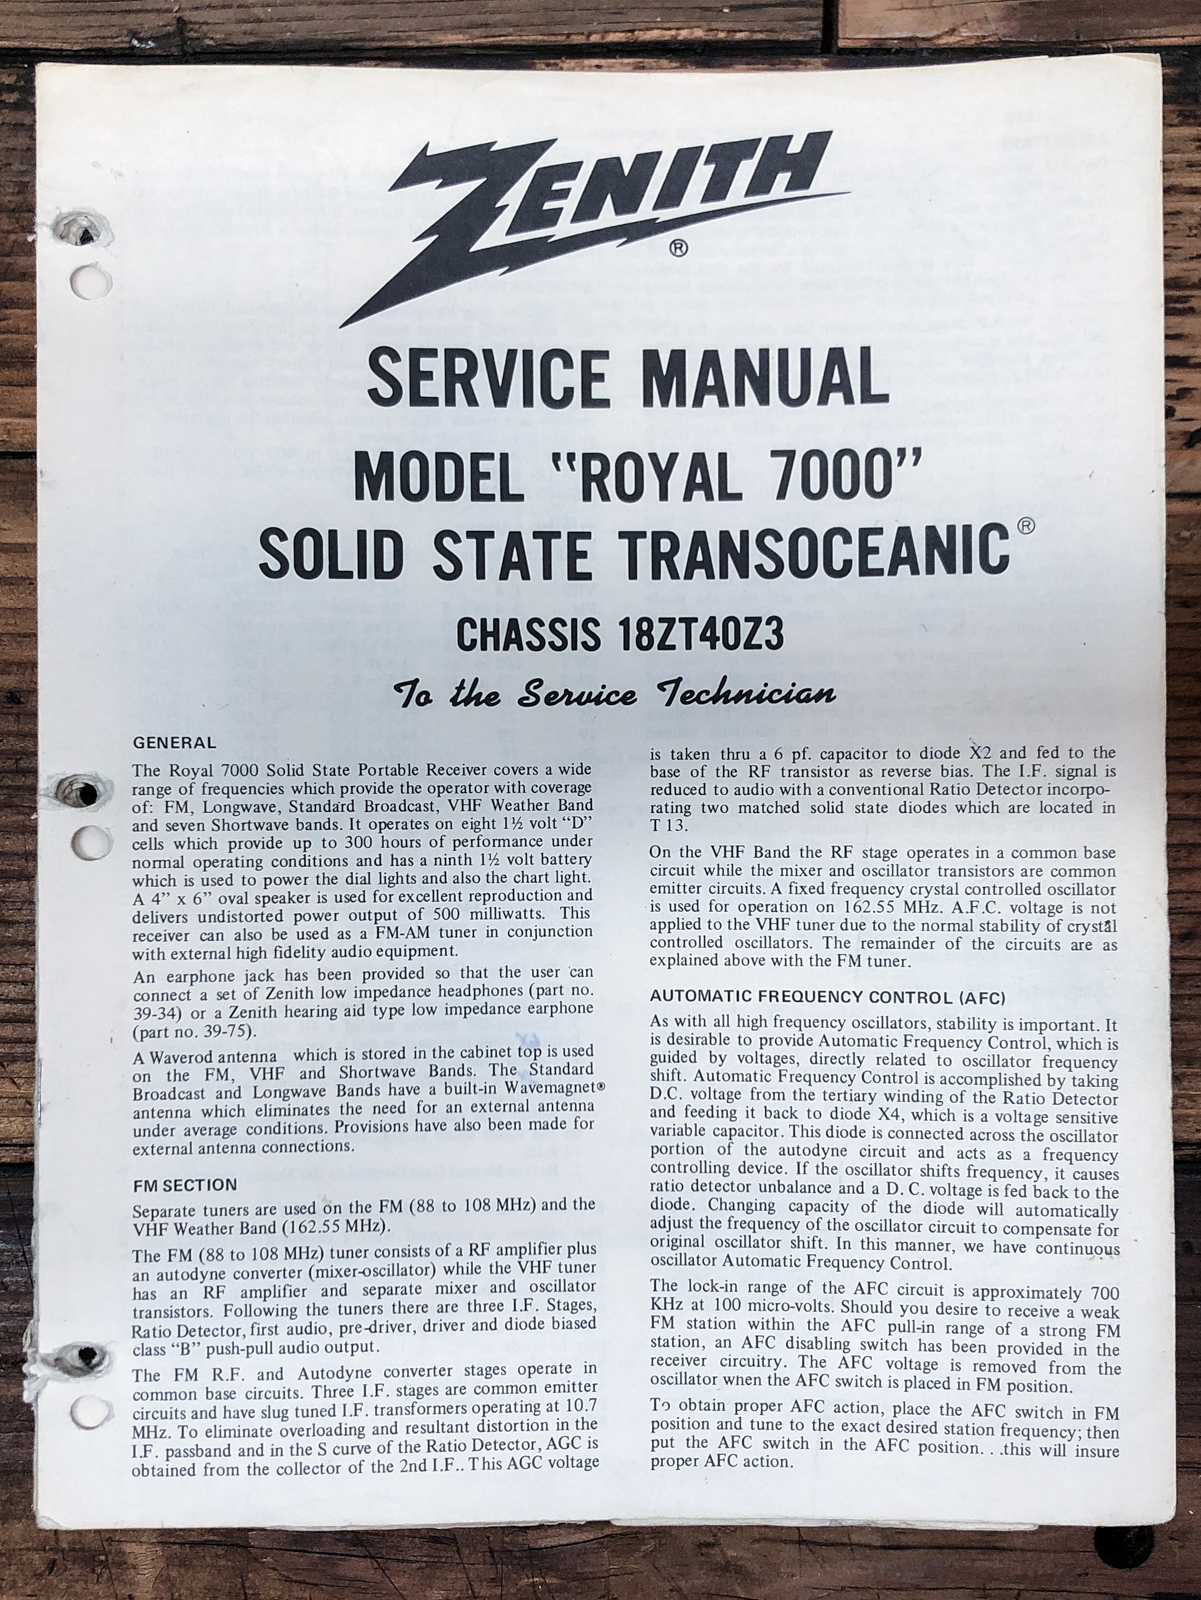 ZENITH
®
SERVICE MANUAL
MODEL "ROYAL 7000"
SOLID STATE TRANSOCEANIC®
CHASSIS 18ZT40Z3
To the Service Technician
GENERAL
The Royal 7000 Solid State Portable Receiver covers a wide
range of frequencies which provide the operator with coverage
of: FM, Longwave, Standard Broadcast, VHF Weather Band
and seven Shortwave bands. It operates on eight 1½ volt "D"
cells which provide up to 300 hours of performance under
normal operating conditions and has a ninth 1½ volt battery
which is used to power the dial lights and also the chart light.
A 4" x 6" oval speaker is used for excellent reproduction and
delivers undistorted power output of 500 milliwatts. This
receiver can also be used as a FM-AM tuner in conjunction
with external high fidelity audio equipment.
An earphone jack has been provided so that the user can
connect a set of Zenith low impedance headphones (part no.
39-34) or a Zenith hearing aid type low impedance earphone
(part no. 39-75).
A Waverod antenna which is stored in the cabinet top is used
on the FM, VHF and Shortwave Bands. The Standard
Broadcast and Longwave Bands have a built-in Wavemagnet®
antenna which eliminates the need for an external antenna
under average conditions. Provisions have also been made for
external antenna connections.
FM SECTION
Separate tuners are used on the FM (88 to 108 MHz) and the
VHF Weather Band (162.55 MHz).
The FM (88 to 108 MHz) tuner consists of a RF amplifier plus
an autodyne converter (mixer-oscillator) while the VHF tuner
has an RF amplifier and separate mixer and oscillator
transistors. Following the tuners there are three I.F. Stages,
Ratio Detector, first audio, pre-driver, driver and diode biased
class "B" push-pull audio output.
The FM R.F. and Autodyne converter stages operate in
common base circuits. Three I.F. stages are common emitter
circuits and have slug tuned I.F. transformers operating at 10.7
MHz. To eliminate overloading and resultant distortion in the
I.F. passband and in the S curve of the Ratio Detector, AGC is
obtained from the collector of the 2nd I.F.. This AGC voltage
is taken thru a 6 pf. capacitor to diode X2 and fed to the
base of the RF transistor as reverse bias. The I.F. signal is
reduced to audio with a conventional Ratio Detector incorpo-
rating two matched solid state diodes which are located in
T 13.
On the VHF Band the RF stage operates in a common base
circuit while the mixer and oscillator transistors are common
emitter circuits. A fixed frequency crystal controlled oscillator
is used for operation on 162.55 MHz. A.F.C. voltage is not
applied to the VHF tuner due to the normal stability of crystal
controlled oscillators. The remainder of the circuits are as
explained above with the FM tuner.
AUTOMATIC FREQUENCY CONTROL (AFC)
As with all high frequency oscillators, stability is important. It
is desirable to provide Automatic Frequency Control, which is
guided by voltages, directly related to oscillator frequency
shift. Automatic Frequency Control is accomplished by taking
D.C. voltage from the tertiary winding of the Ratio Detector
and feeding it back to diode X4, which is a voltage sensitive
variable capacitor. This diode is connected across the oscillator
portion of the autodyne circuit and acts as a frequency
controlling device. If the oscillator shifts frequency, it causes
ratio detector unbalance and a D. C. voltage is fed back to the
diode. Changing capacity of the diode will automatically
adjust the frequency of the oscillator circuit to compensate for
original oscillator shift. In this manner, we have continuous
oscillator Automatic Frequency Control.
The lock-in range of the AFC circuit is approximately 700
KHz at 100 micro-volts. Should you desire to receive a weak
FM station within the AFC pull-in range of a strong FM
station, an AFC disabling switch has been provided in the
receiver circuitry. The AFC voltage is removed from the
oscillator when the AFC switch is placed in FM position.
To obtain proper AFC action, place the AFC switch in FM
position and tune to the exact desired station frequency; then
put the AFC switch in the AFC position. . .this will insure
proper AFC action.